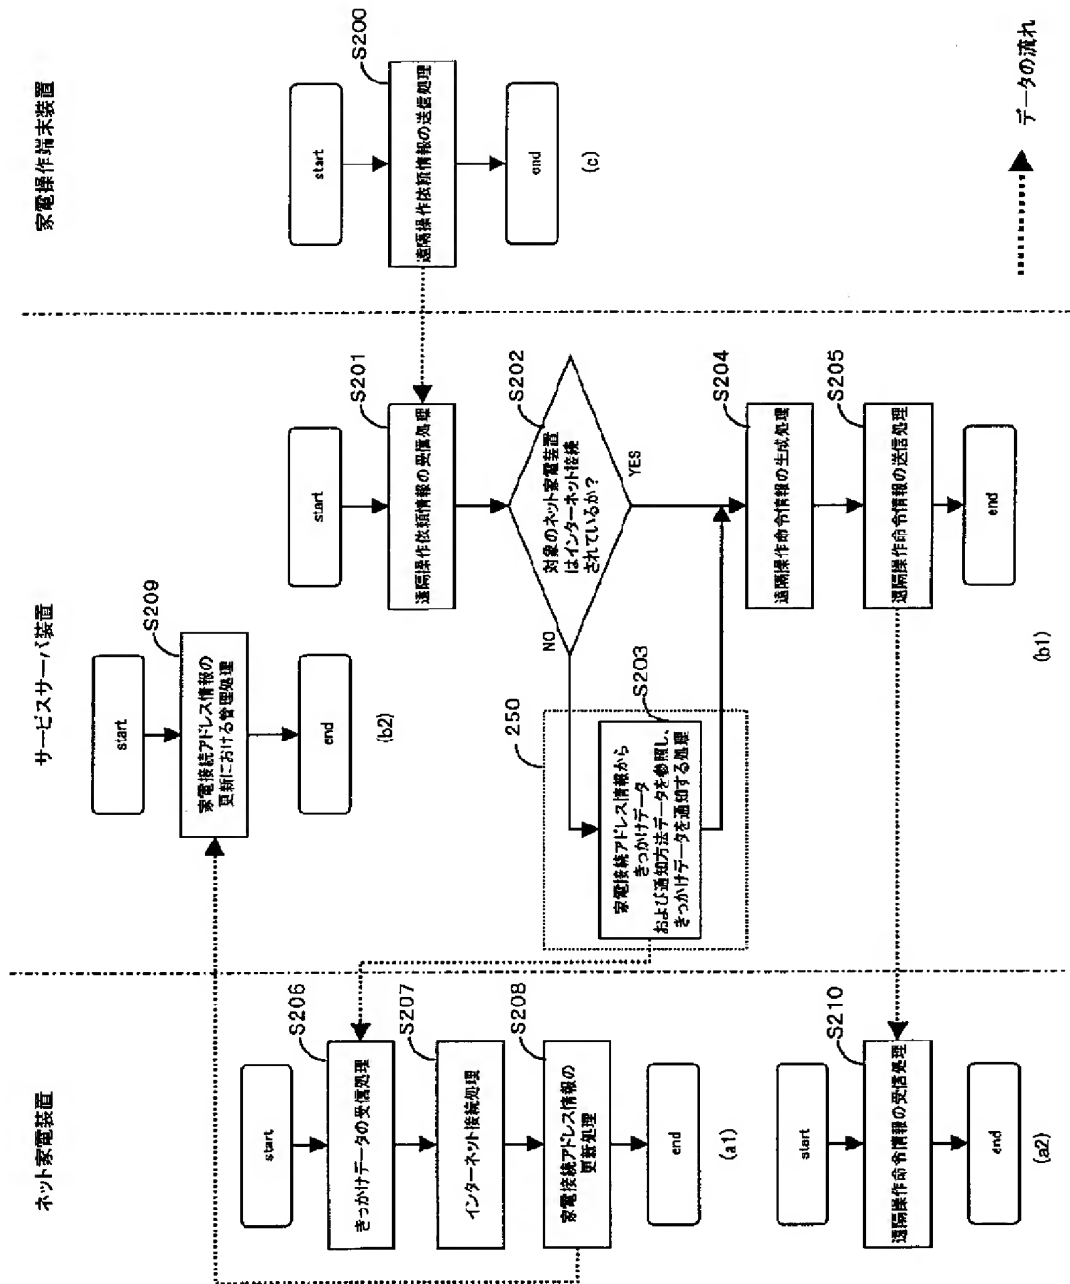 ネット家電装置
サービスサーバ装置
家電操作端末装置
start
S206
きっかけデータの受信処理
S207
インターネット接続処理
S208
家電接続アドレス情報の
更新処理
end
(a1)
start
S210
遠隔操作命令情報の受信処理
end
(a2)
start
S209
家電接続アドレス情報の
更新における管理処理
end
(b2)
start
S201
遠隔操作依頼情報の受信処理
S202
対象のネット家電装置
はインターネット接続
されているか?
NO
YES
250
S203
家電接続アドレス情報から
きっかけデータ
および通知方法データを参照し、
きっかけデータを通知する処理
S204
遠隔操作命令情報の生成処理
S205
遠隔操作命令情報の送信処理
end
(b1)
start
S200
遠隔操作依頼情報の送信処理
end
(c)
データの流れ